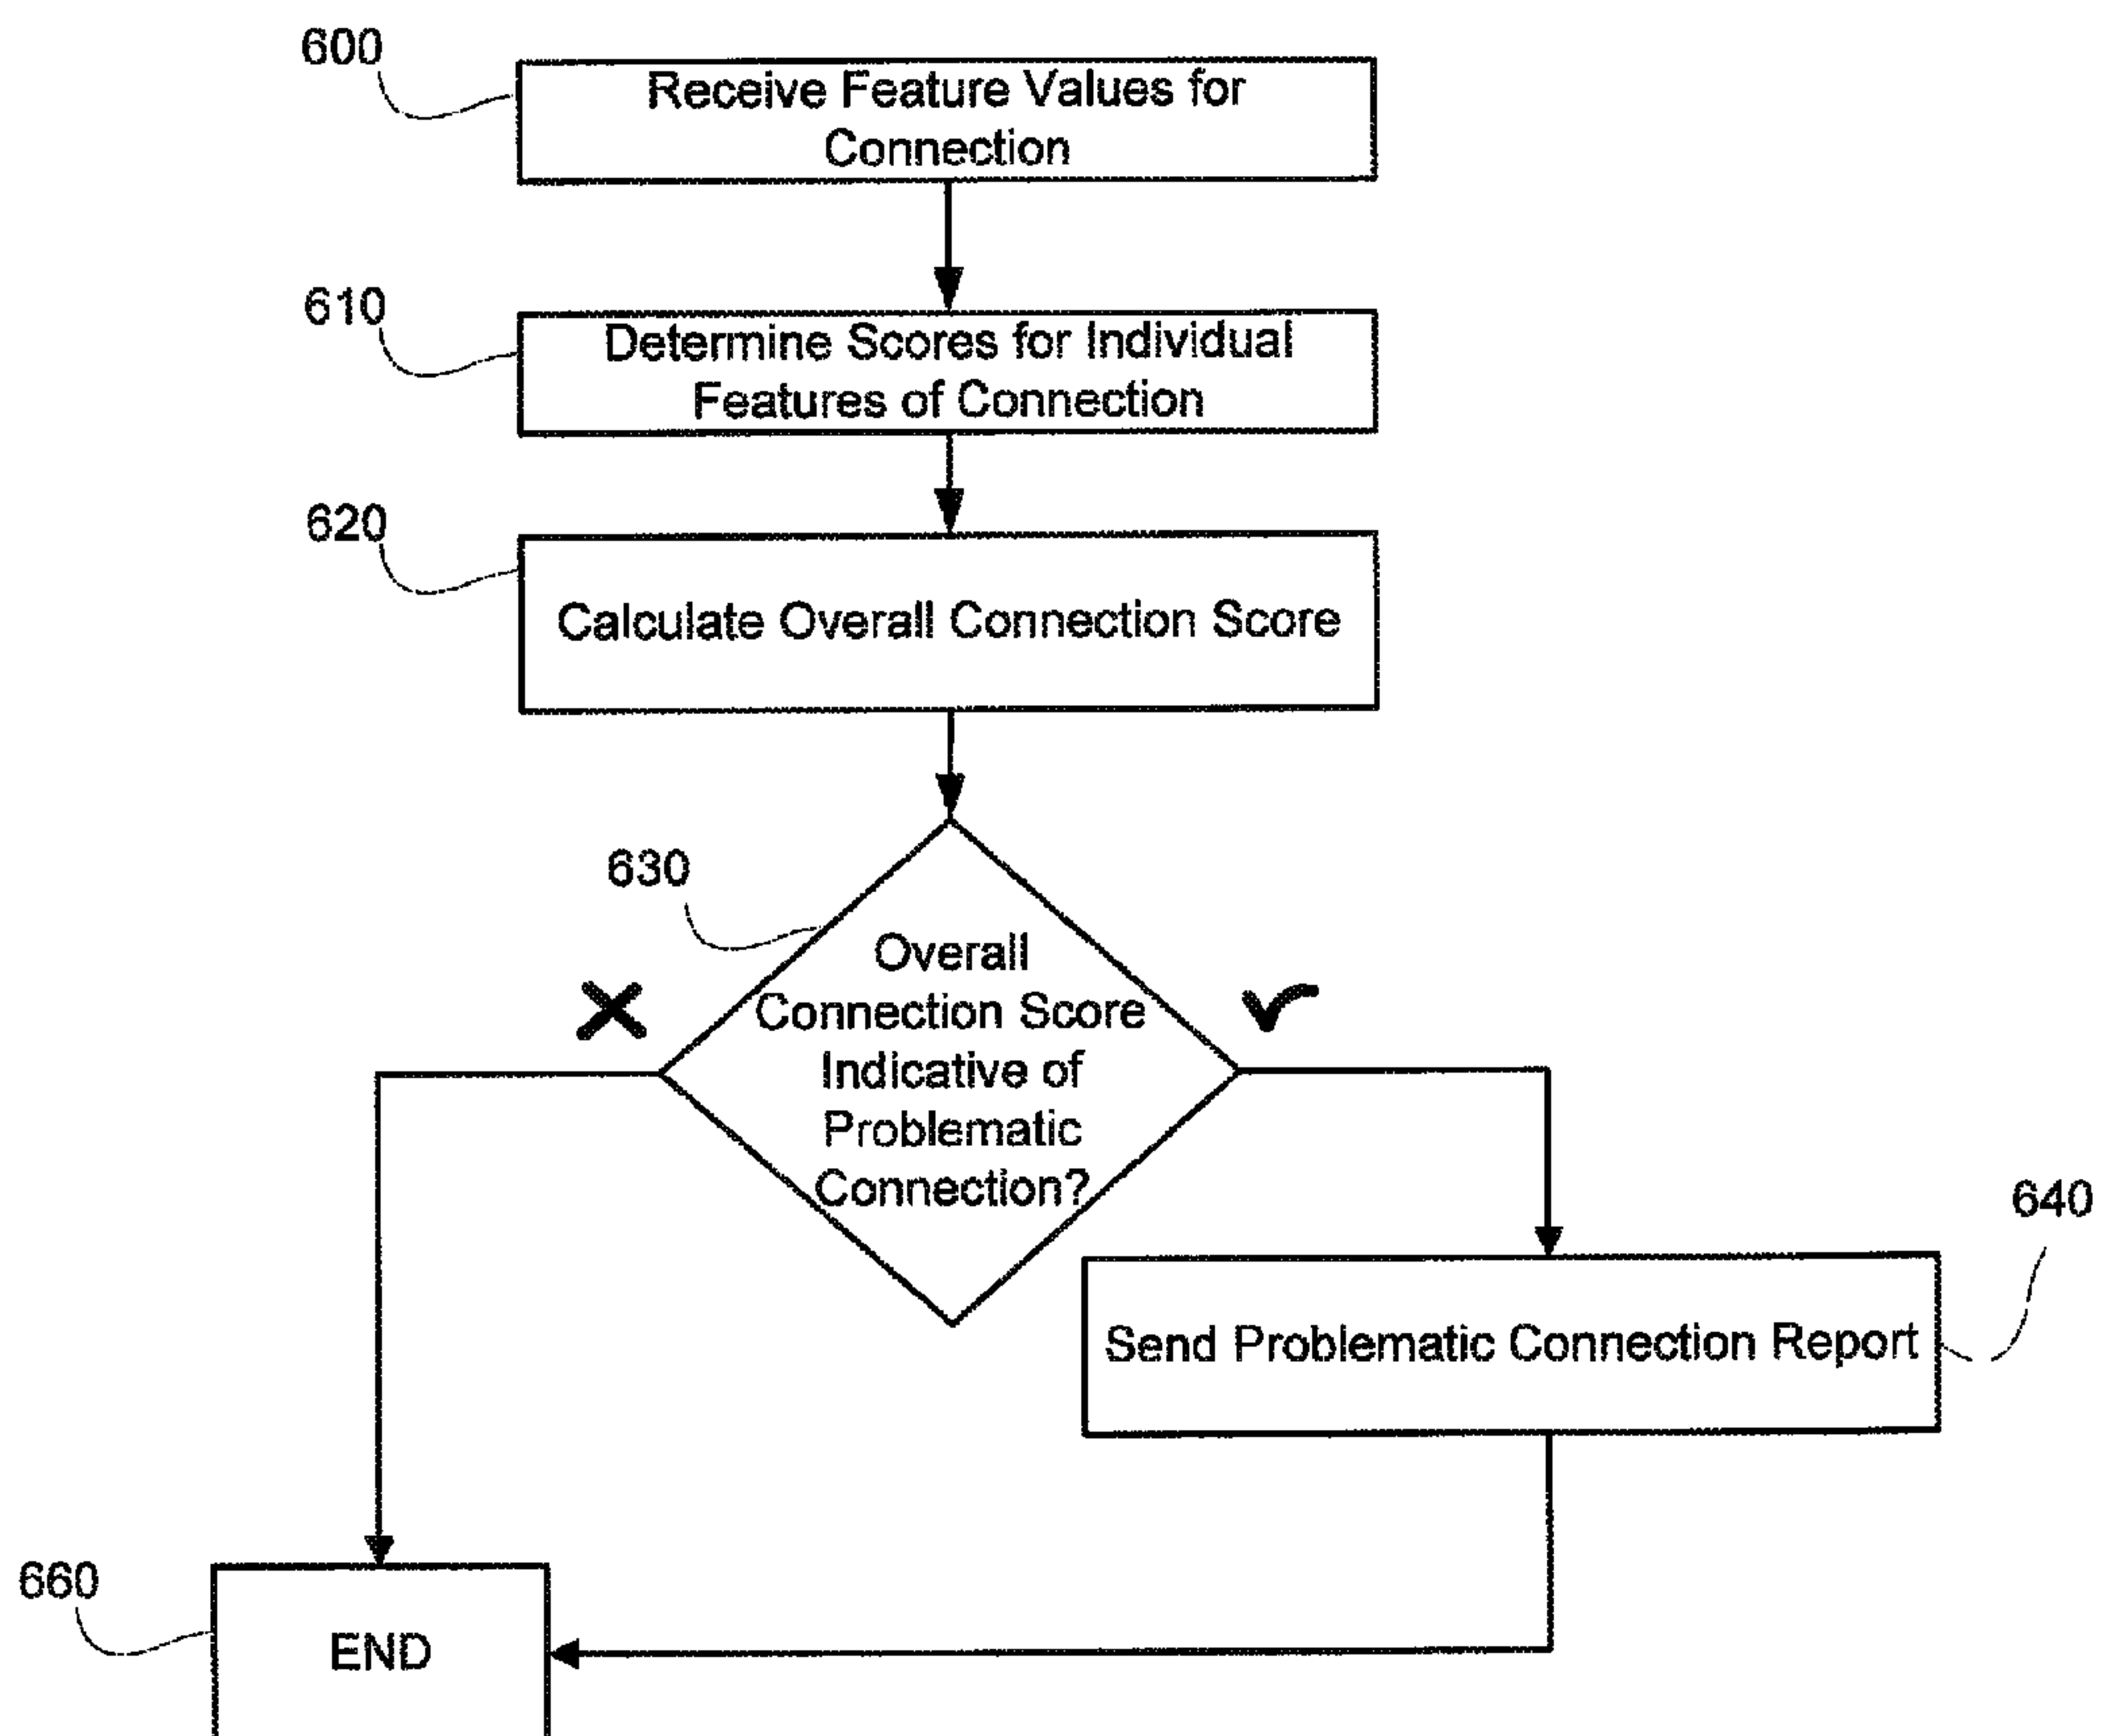 600
Receive Feature Values for
Connection
610
Determine Scores for Individual
Features of Connection
620
Calculate Overall Connection Score
630
Overall
Connection Score
Indicative of
Problematic
Connection?
640
Send Problematic Connection Report
660
END